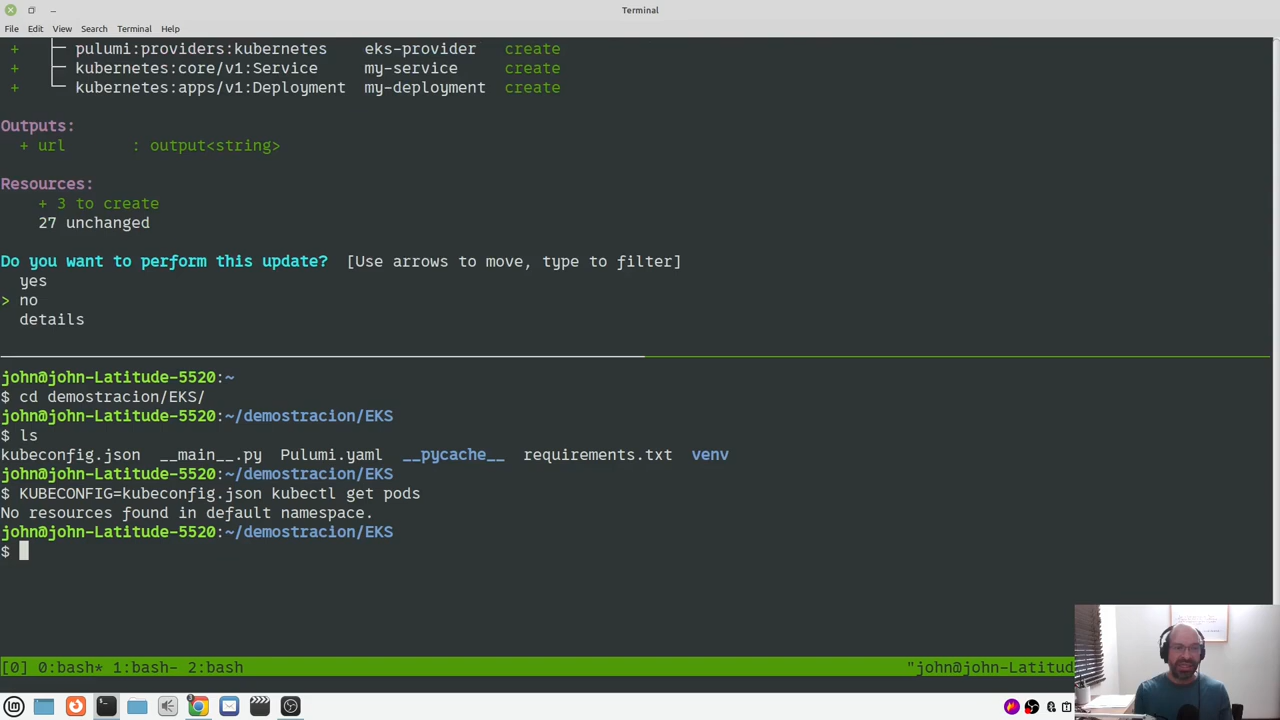 Terminal
File Edit View Search Terminal Help
+ ├─ pulumi:providers:kubernetes eks-provider create
+ ├─ kubernetes:core/v1:Service my-service create
+ └─ kubernetes:apps/v1:Deployment my-deployment create
Outputs:
+ url : output<string>
Resources:
+ 3 to create
27 unchanged
Do you want to perform this update? [Use arrows to move, type to filter]
yes
> no
details
john@john-Latitude-5520:~
$ cd demostracion/EKS/
john@john-Latitude-5520:~/demostracion/EKS
$ ls
kubeconfig.json __main__.py Pulumi.yaml __pycache__ requirements.txt venv
john@john-Latitude-5520:~/demostracion/EKS
$ KUBECONFIG=kubeconfig.json kubectl get pods
No resources found in default namespace.
john@john-Latitude-5520:~/demostracion/EKS
$
[0] 0:bash* 1:bash- 2:bash "john@john-Latitud
3